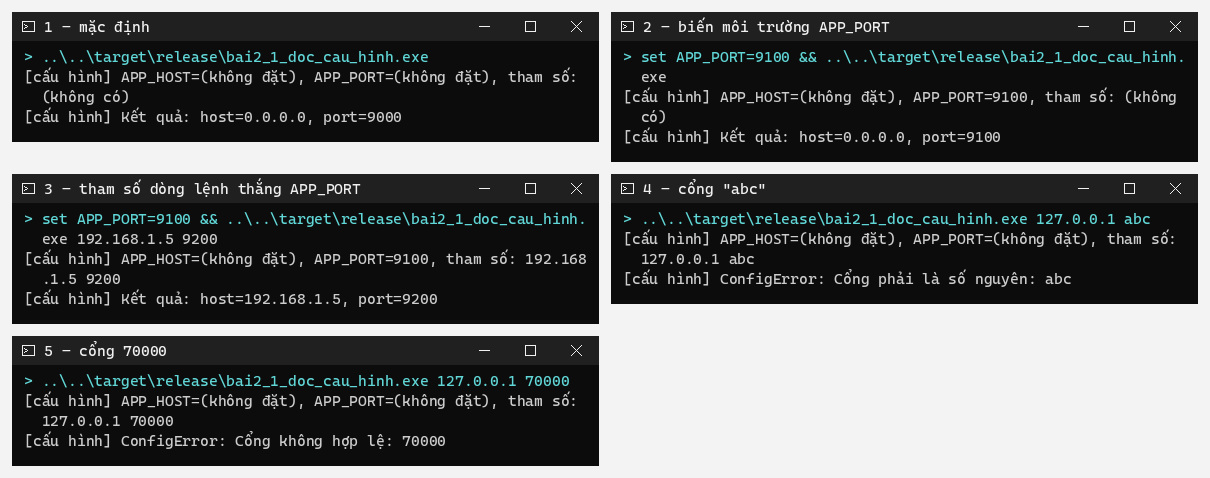 1 — mặc định
> ..\..\target\release\bai2_1_doc_cau_hinh.exe
[cấu hình] APP_HOST=(không đặt), APP_PORT=(không đặt), tham số:
(không có)
[cấu hình] Kết quả: host=0.0.0.0, port=9000
2 — biến môi trường APP_PORT
> set APP_PORT=9100 && ..\..\target\release\bai2_1_doc_cau_hinh.
exe
[cấu hình] APP_HOST=(không đặt), APP_PORT=9100, tham số: (không
có)
[cấu hình] Kết quả: host=0.0.0.0, port=9100
3 — tham số dòng lệnh thắng APP_PORT
> set APP_PORT=9100 && ..\..\target\release\bai2_1_doc_cau_hinh.
exe 192.168.1.5 9200
[cấu hình] APP_HOST=(không đặt), APP_PORT=9100, tham số: 192.168
.1.5 9200
[cấu hình] Kết quả: host=192.168.1.5, port=9200
4 — cổng "abc"
> ..\..\target\release\bai2_1_doc_cau_hinh.exe 127.0.0.1 abc
[cấu hình] APP_HOST=(không đặt), APP_PORT=(không đặt), tham số:
127.0.0.1 abc
[cấu hình] ConfigError: Cổng phải là số nguyên: abc
5 — cổng 70000
> ..\..\target\release\bai2_1_doc_cau_hinh.exe 127.0.0.1 70000
[cấu hình] APP_HOST=(không đặt), APP_PORT=(không đặt), tham số:
127.0.0.1 70000
[cấu hình] ConfigError: Cổng không hợp lệ: 70000